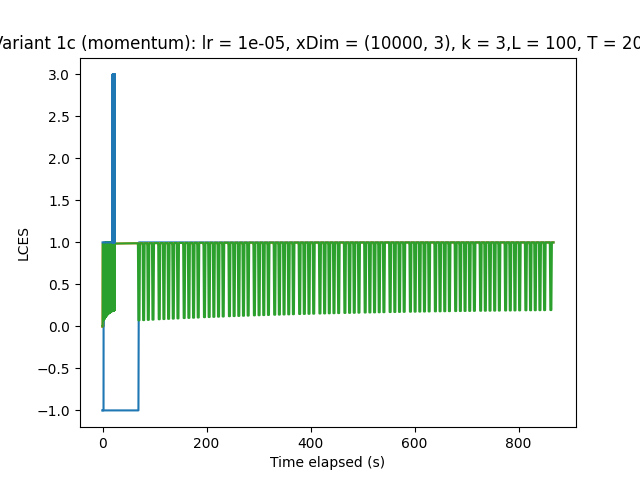 Variant 1c (momentum): lr = 1e-05, xDim = (10000, 3), k = 3,L = 100, T = 20
3.0
2.5
2.0
1.5
1.0
0.5
0.0
−0.5
−1.0
LCES
0 200 400 600 800
Time elapsed (s)